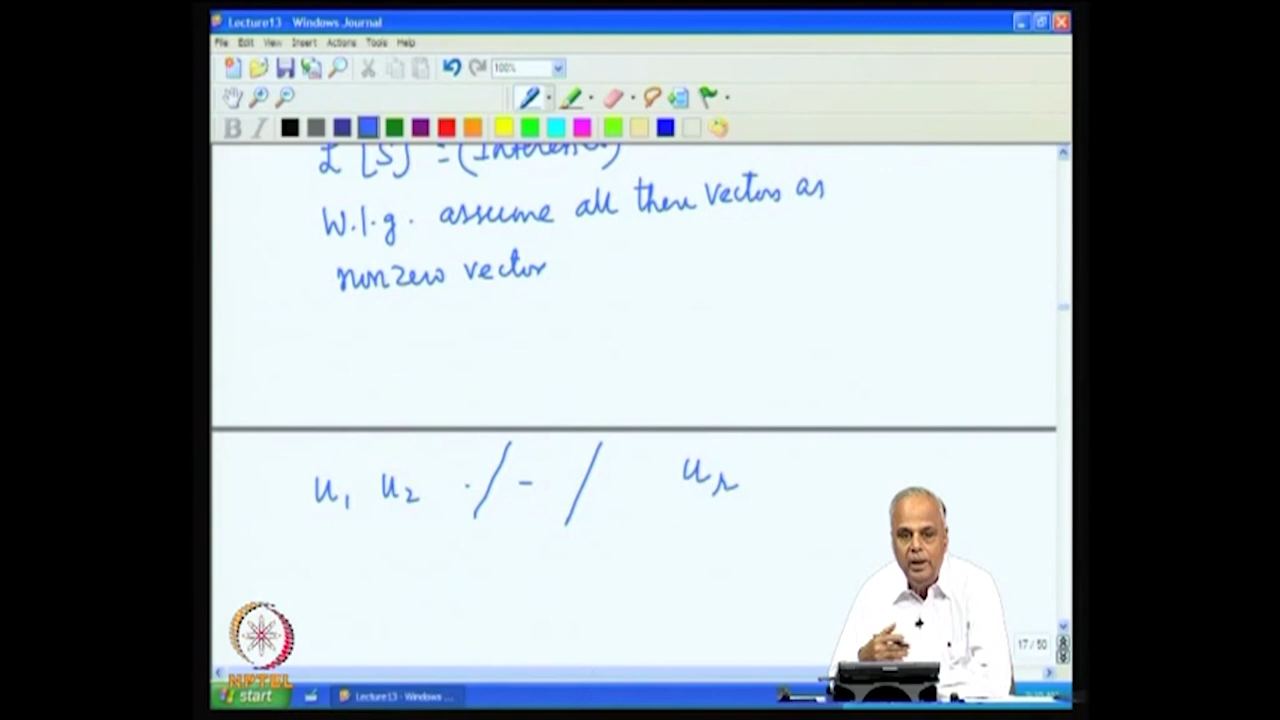 Lecture13 - Windows Journal
File Edit View Insert Actions Tools Help
100%
B I
L [S] = (Interesec
W.l.g. assume all these vectors as
nonzero vector
u1 u2 . / - / ur
17 / 50
NPTEL
start Lecture13 - Windows ...